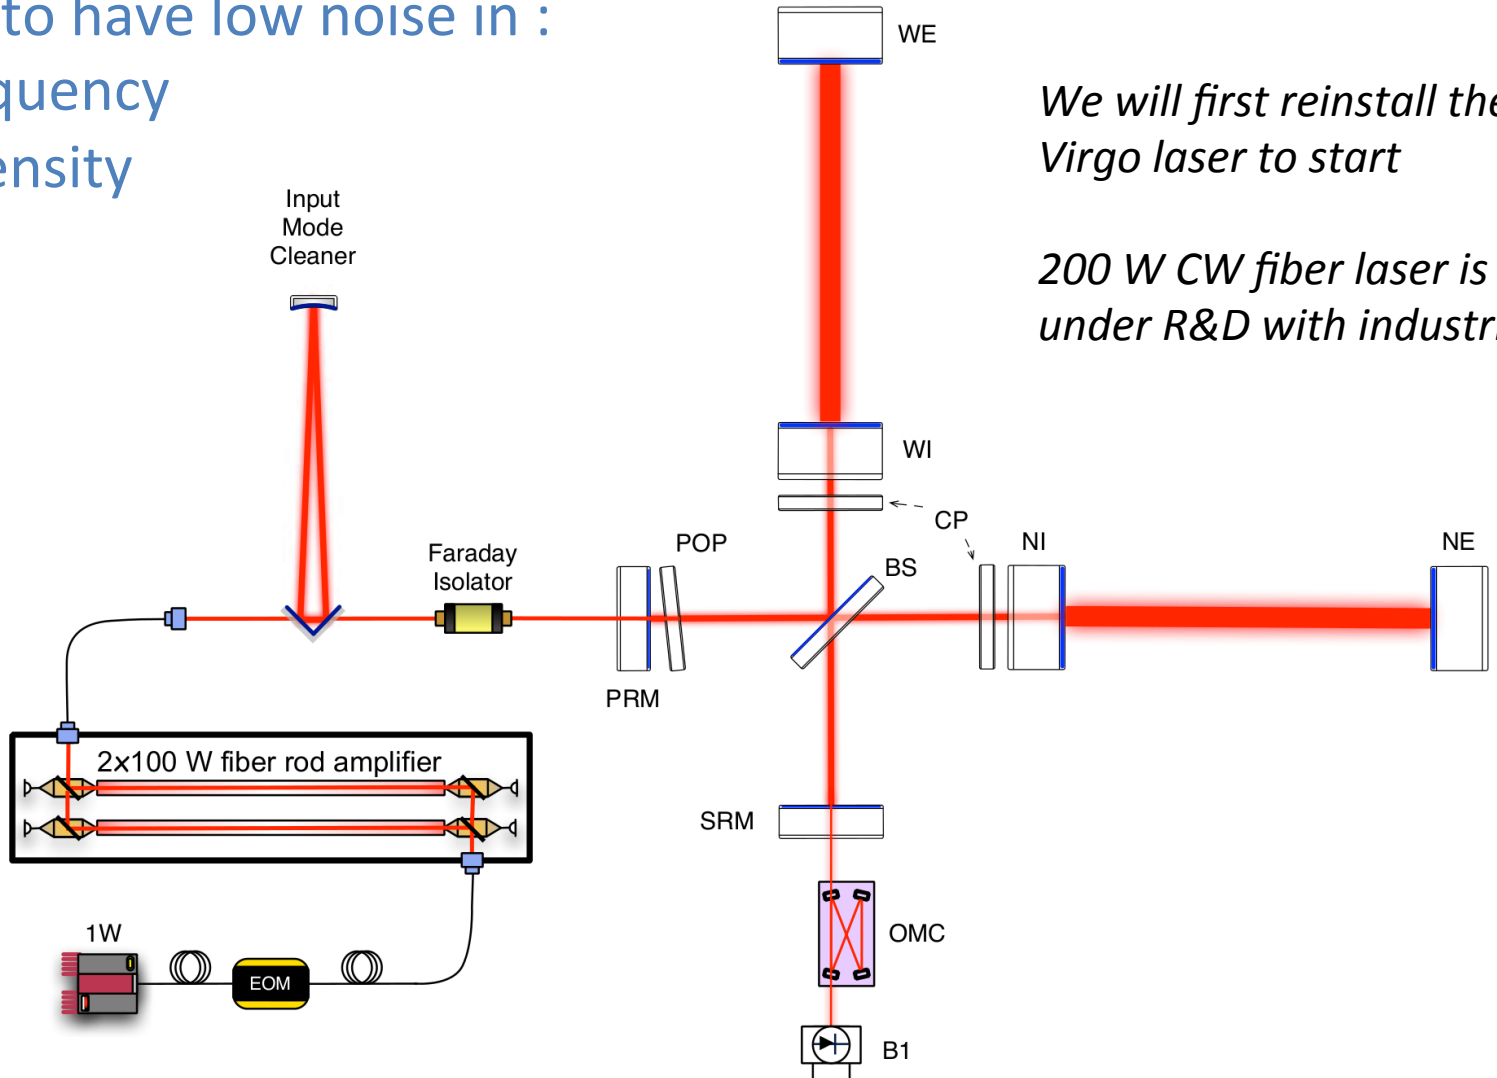 to have low noise in :
quency
ensity
We will first reinstall the
Virgo laser to start
200 W CW fiber laser is
under R&D with industri
WE
Input
Mode
Cleaner
WI
CP
POP
NI
NE
Faraday
Isolator
BS
PRM
2x100 W fiber rod amplifier
SRM
1W
EOM
OMC
B1